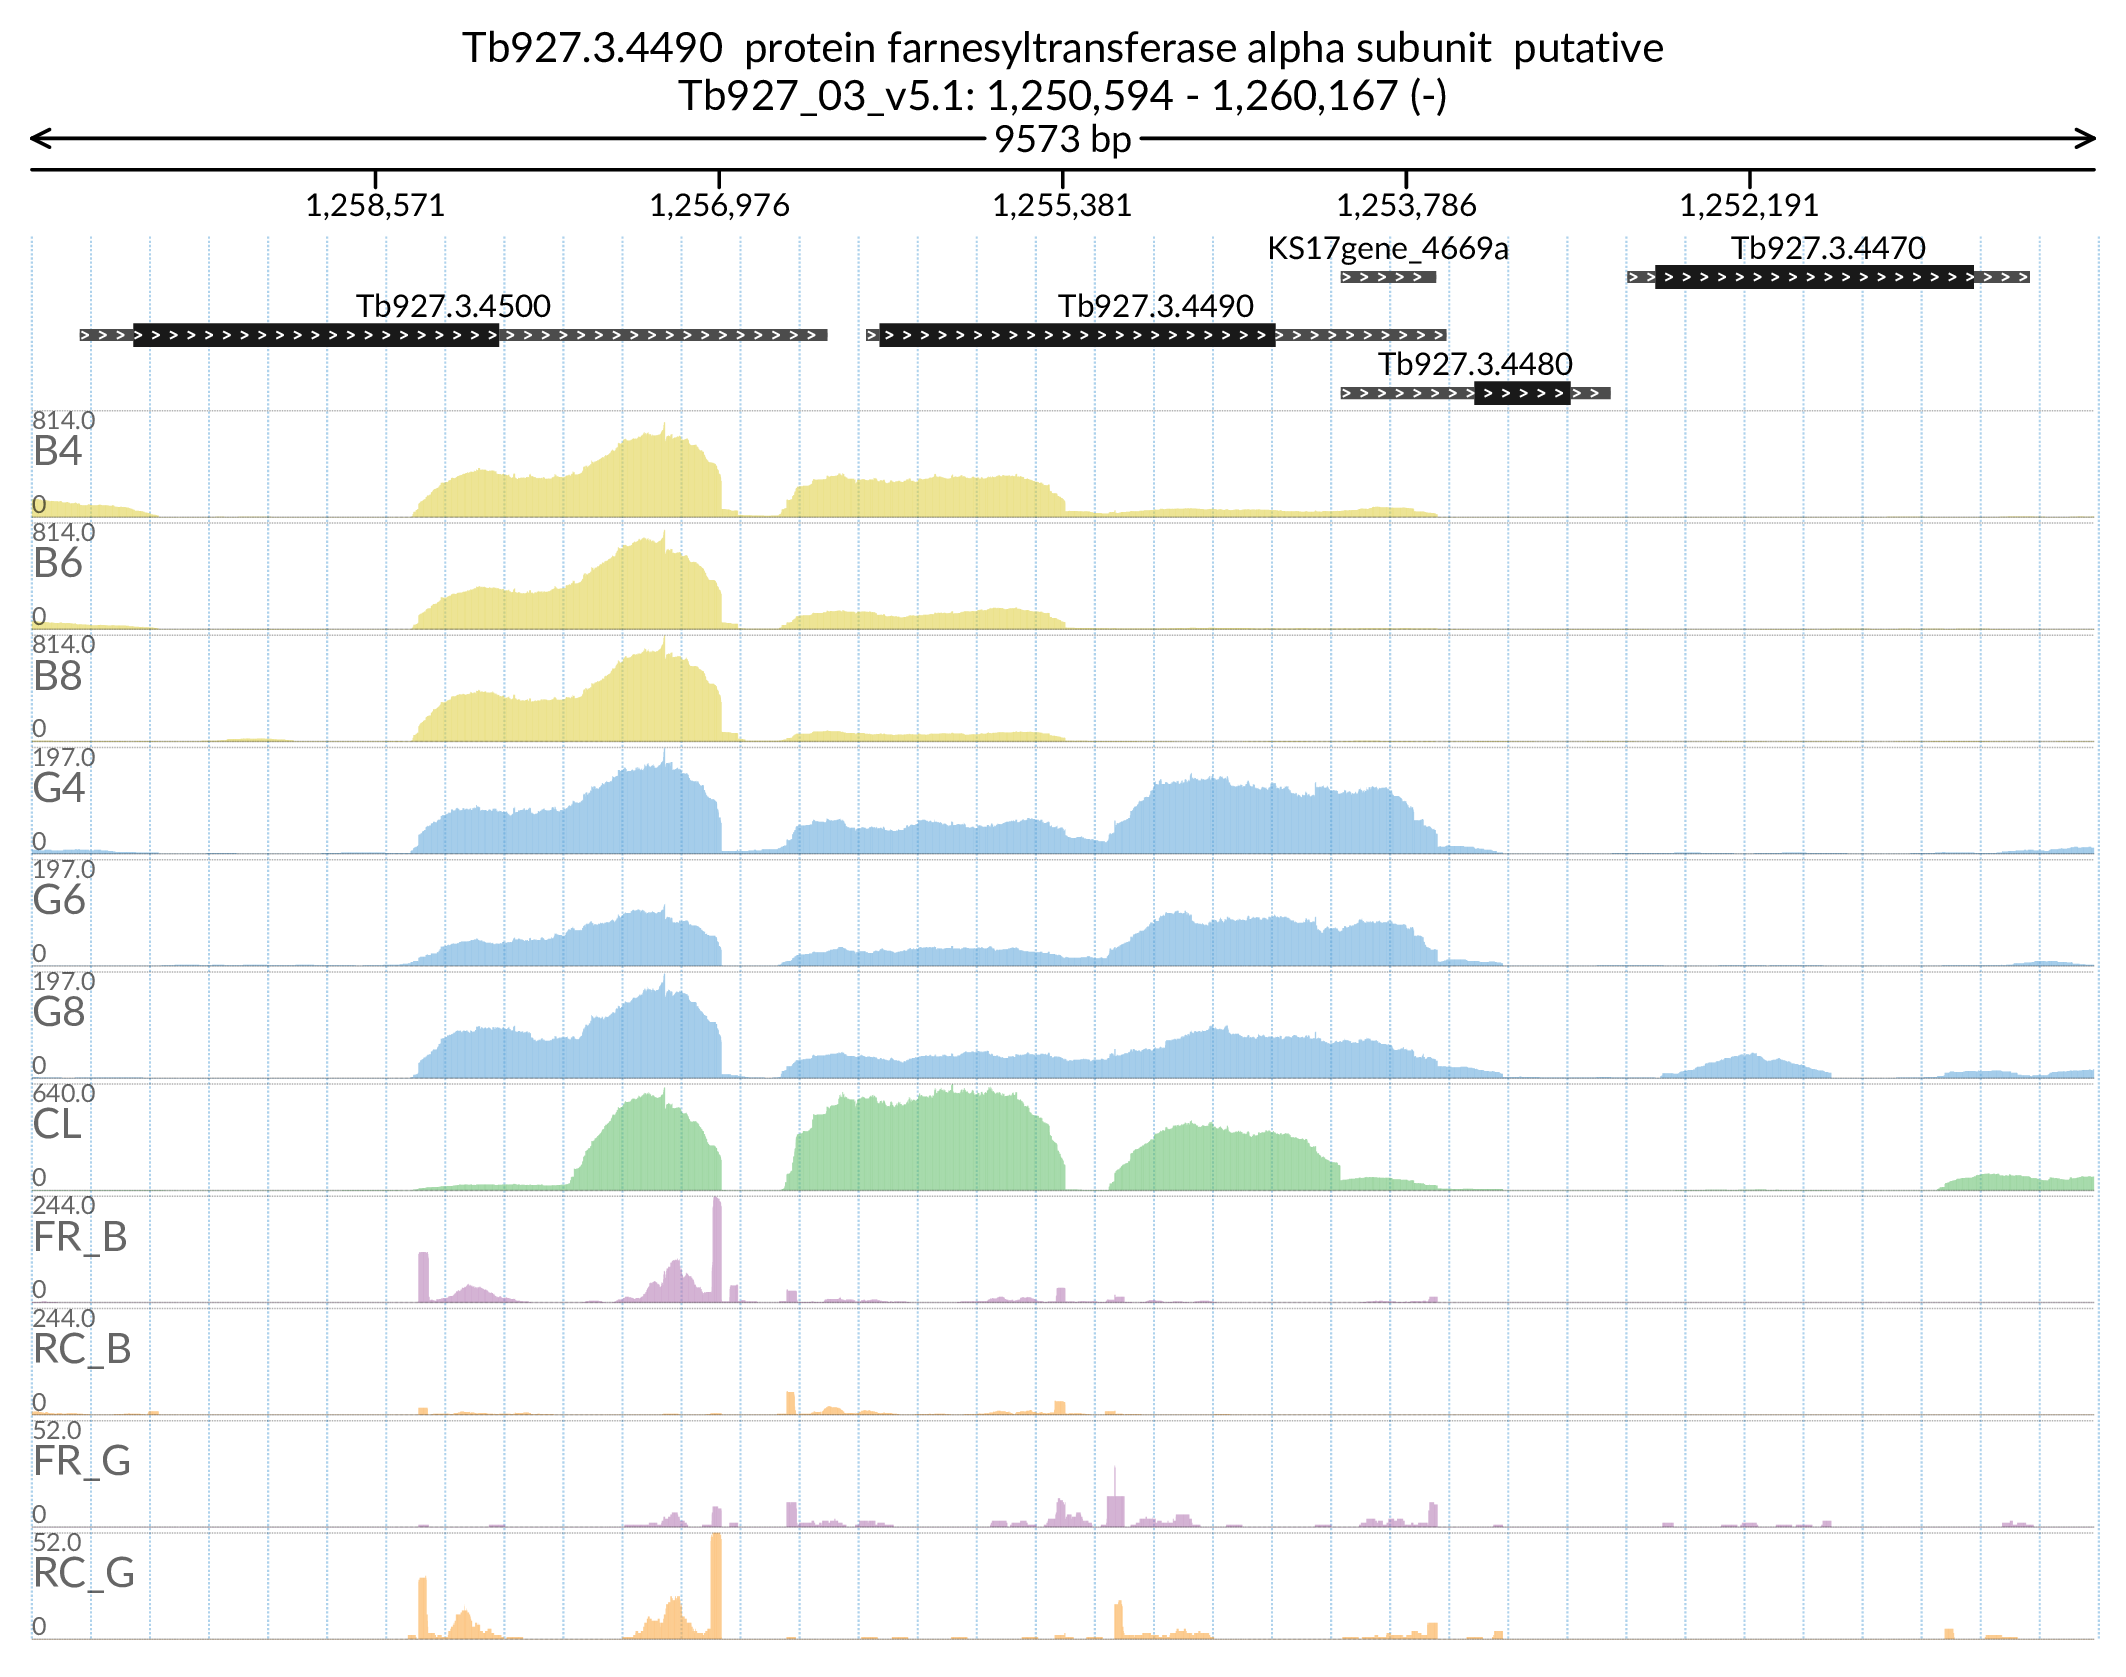 Tb927.3.4490  protein farnesyltransferase alpha subunit  putative
Tb927_03_v5.1: 1,250,594 - 1,260,167 (-)
9573 bp
1,258,571 1,256,976 1,255,381 1,253,786 1,252,191
KS17gene_4669a Tb927.3.4470
Tb927.3.4500 Tb927.3.4490
Tb927.3.4480
814.0
B4
0
814.0
B6
0
814.0
B8
0
197.0
G4
0
197.0
G6
0
197.0
G8
0
640.0
CL
0
244.0
FR_B
0
244.0
RC_B
0
52.0
FR_G
0
52.0
RC_G
0